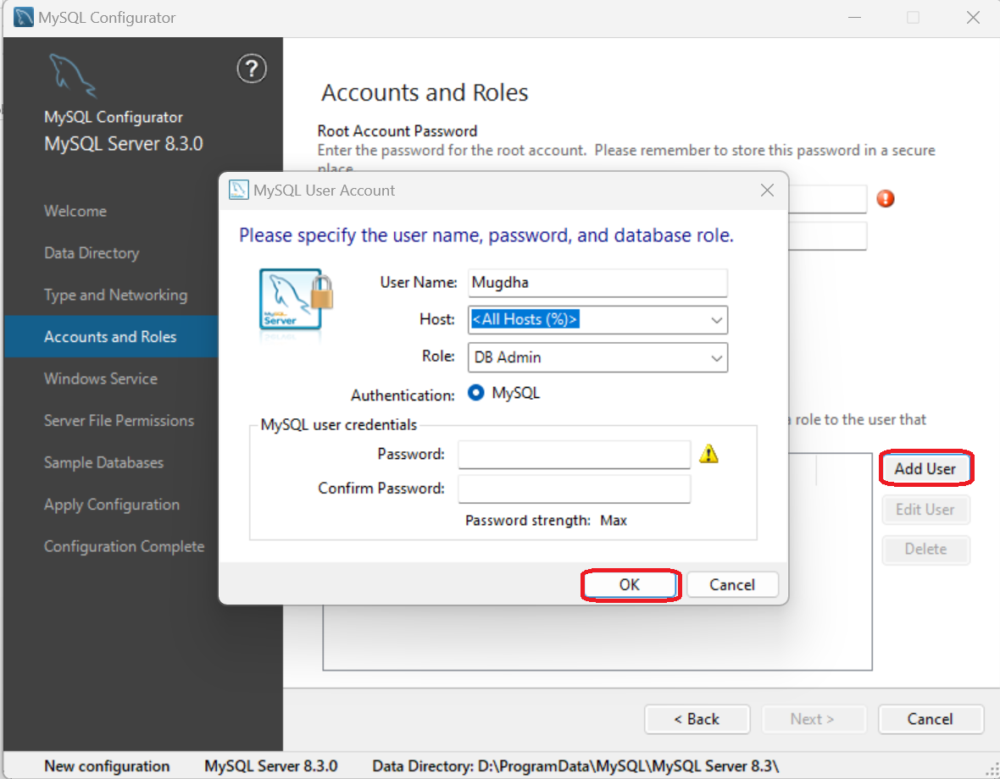 MySQL Configurator
?
MySQL Configurator
MySQL Server 8.3.0
Welcome
Data Directory
Type and Networking
Accounts and Roles
Windows Service
Server File Permissions
Sample Databases
Apply Configuration
Configuration Complete
Accounts and Roles
Root Account Password
Enter the password for the root account. Please remember to store this password in a secure
place.
MySQL User Account
Please specify the user name, password, and database role.
MySQL
Server
User Name: Mugdha
Host: <All Hosts (%)>
Role: DB Admin
Authentication: MySQL
MySQL user credentials
Password:
Confirm Password:
Password strength: Max
OK Cancel
role to the user that
Add User
Edit User
Delete
< Back Next > Cancel
New configuration MySQL Server 8.3.0 Data Directory: D:\ProgramData\MySQL\MySQL Server 8.3\